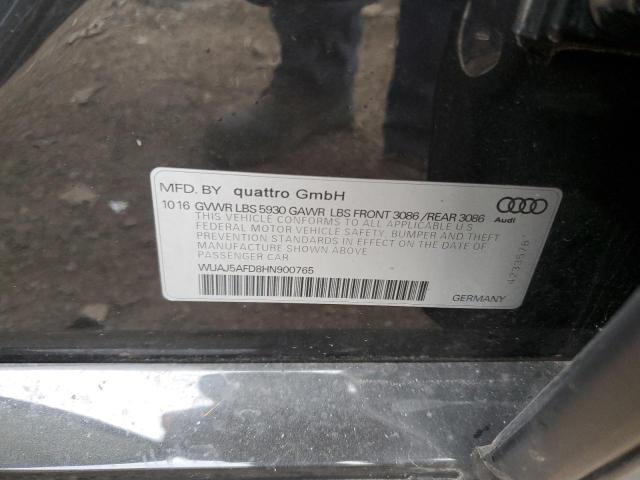 MFD. BY quattro GmbH
10 16 GVWR LBS 5930 GAWR LBS FRONT 3086 / REAR 3086
THIS VEHICLE CONFORMS TO ALL APPLICABLE U S
FEDERAL MOTOR VEHICLE SAFETY, BUMPER AND THEFT
PREVENTION STANDARDS IN EFFECT ON THE DATE OF
MANUFACTURE SHOWN ABOVE
PASSENGER CAR
WUAJ5AFD8HN900765
Audi
4233576
GERMANY